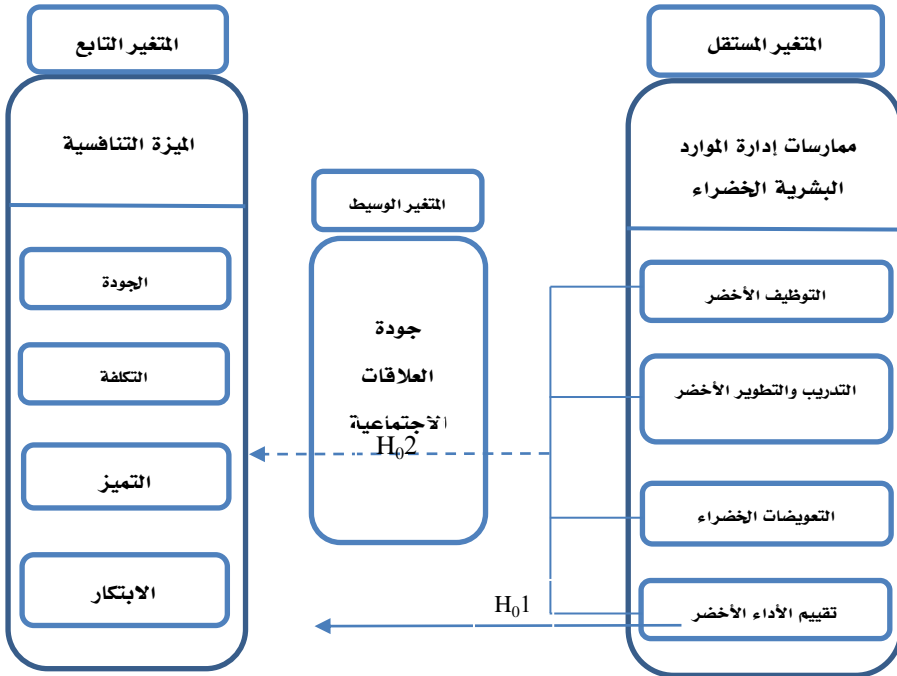 المتغير المستقل
ممارسات إدارة الموارد
البشرية الخضراء
التوظيف الأخضر
التدريب والتطوير الأخضر
التعويضات الخضراء
تقييم الأداء الأخضر
المتغير الوسيط
جودة
العلاقات
الاجتماعية
H₀2
H₀1
المتغير التابع
الميزة التنافسية
الجودة
التكلفة
التميز
الابتكار